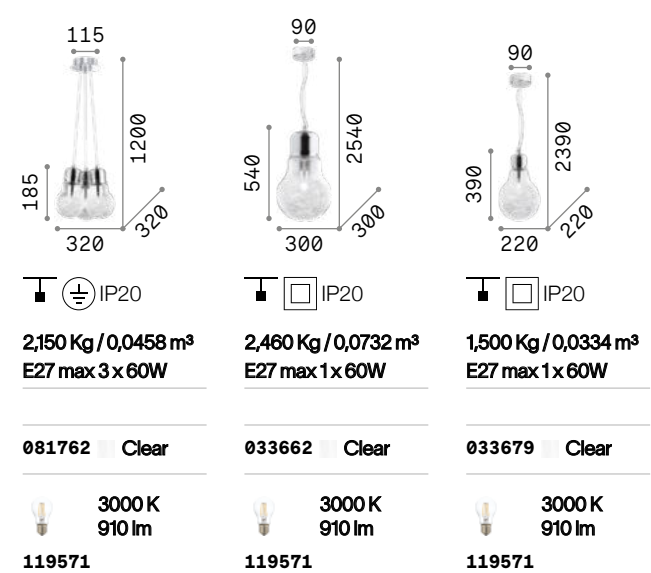 115
1200
185
320
320
IP20
2,150 Kg / 0,0458 m³
E27 max 3 x 60W
081762 Clear
3000 K
910 lm
119571
90
2540
540
300
300
IP20
2,460 Kg / 0,0732 m³
E27 max 1 x 60W
033662 Clear
3000 K
910 lm
119571
90
2390
390
220
220
IP20
1,500 Kg / 0,0334 m³
E27 max 1 x 60W
033679 Clear
3000 K
910 lm
119571